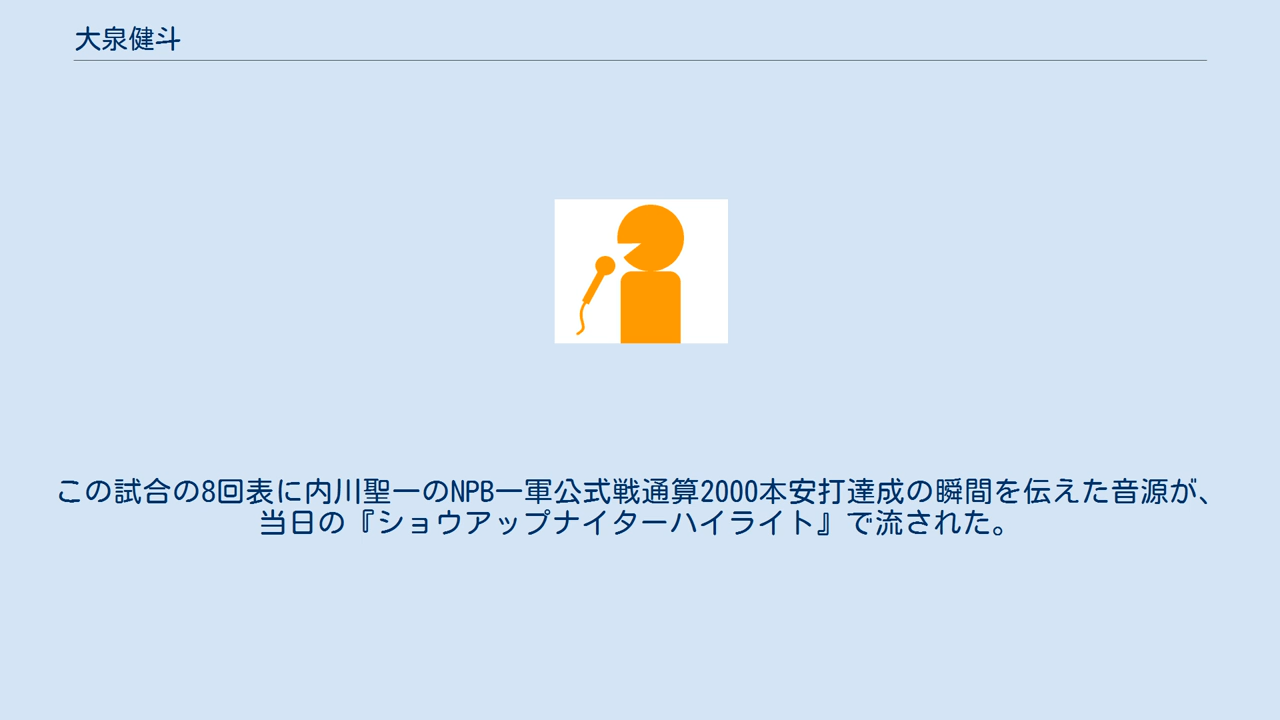 大泉健斗
この試合の8回表に内川聖一のNPB一軍公式戦通算2000本安打達成の瞬間を伝えた音源が、
当日の『ショウアップナイターハイライト』で流された。